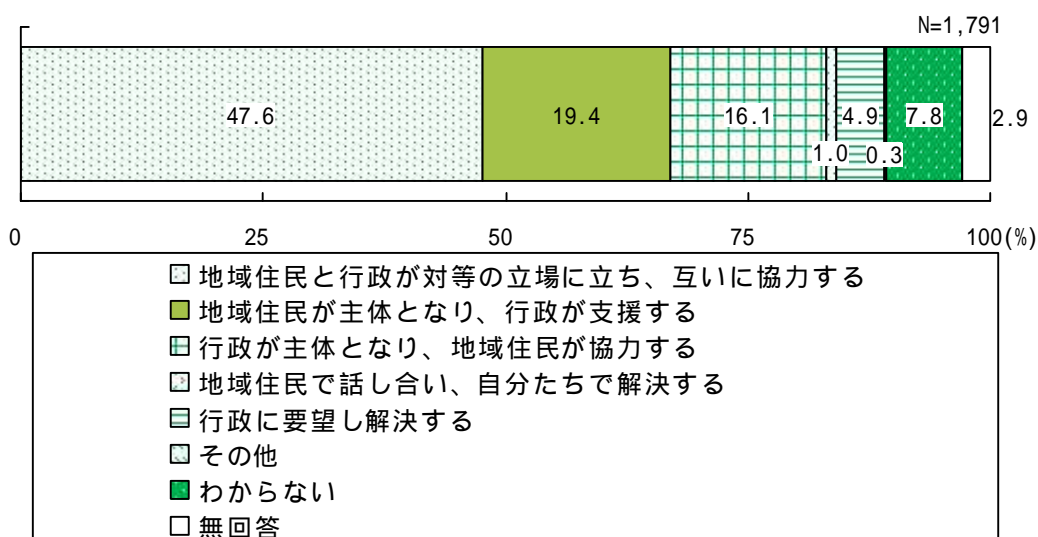 N=1,791
47.6 19.4 16.1 4.9 7.8 2.9
1.0 0.3
0 25 50 75 100(%)
地域住民と行政が対等の立場に立ち、互いに協力する
地域住民が主体となり、行政が支援する
行政が主体となり、地域住民が協力する
地域住民で話し合い、自分たちで解決する
行政に要望し解決する
その他
わからない
無回答